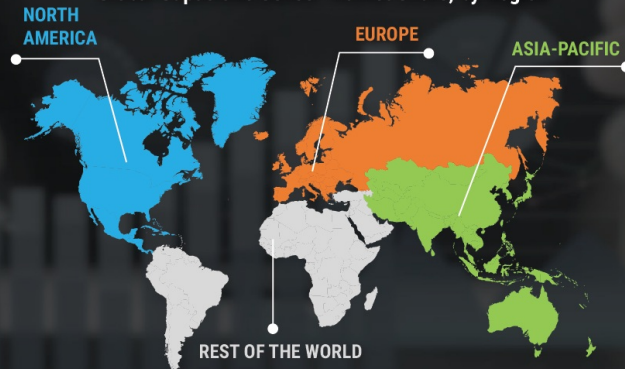 NORTH
AMERICA
EUROPE
ASIA-PACIFIC
REST OF THE WORLD